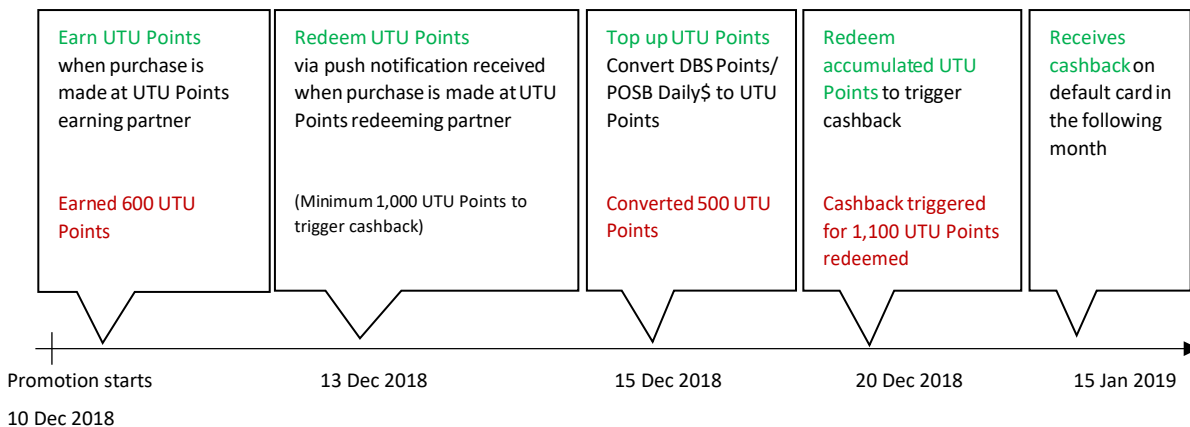 Earn UTU Points
when purchase is
made at UTU Points
earning partner
Earned 600 UTU
Points
Redeem UTU Points
via push notification received
when purchase is made at UTU
Points redeeming partner
(Minimum 1,000 UTU Points to
trigger cashback)
Top up UTU Points
Convert DBS Points/
POSB Daily$ to UTU
Points
Converted 500 UTU
Points
Redeem
accumulated UTU
Points to trigger
cashback
Cashback triggered
for 1,100 UTU Points
redeemed
Receives
cashback on
default card in
the following
month
Promotion starts
10 Dec 2018
13 Dec 2018
15 Dec 2018
20 Dec 2018
15 Jan 2019